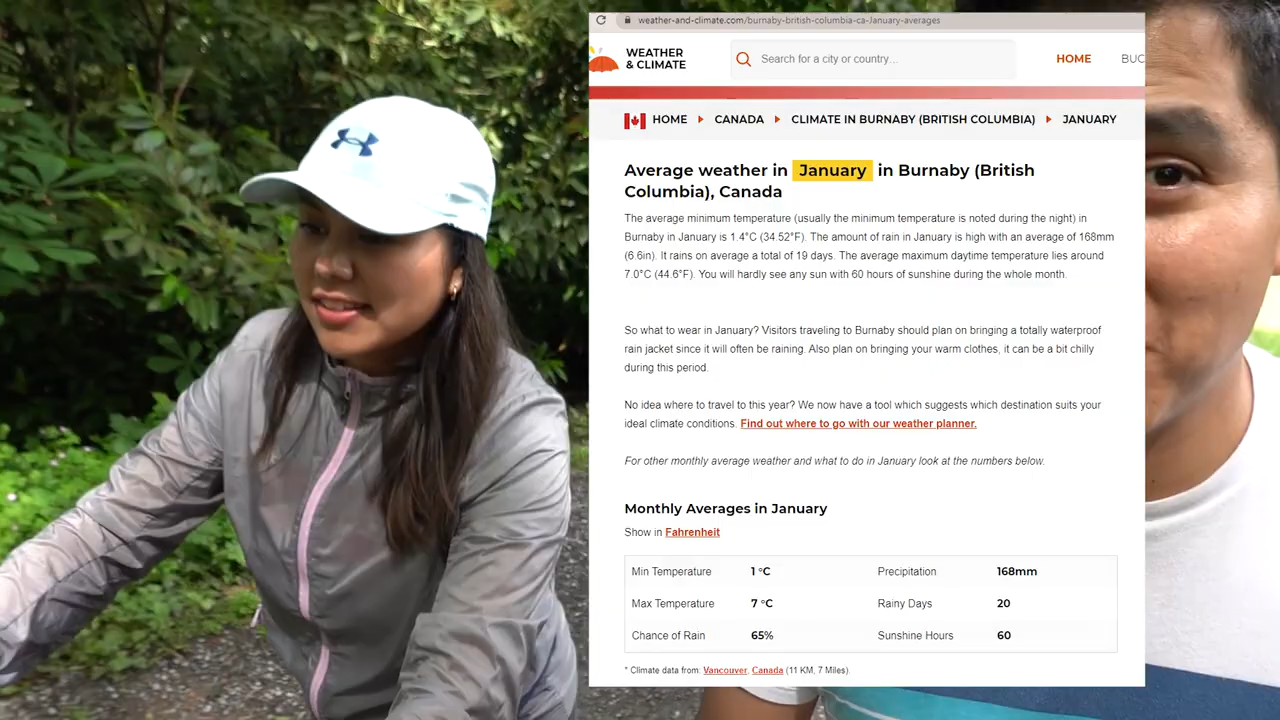 weather-and-climate.com/burnaby-british-columbia-ca-January-averages
WEATHER
& CLIMATE
Search for a city or country...
HOME
BUC
HOME
CANADA
CLIMATE IN BURNABY (BRITISH COLUMBIA)
JANUARY
Average weather in January in Burnaby (British
Columbia), Canada
The average minimum temperature (usually the minimum temperature is noted during the night) in
Burnaby in January is 1.4°C (34.52°F). The amount of rain in January is high with an average of 168mm
(6.6in). It rains on average a total of 19 days. The average maximum daytime temperature lies around
7.0°C (44.6°F). You will hardly see any sun with 60 hours of sunshine during the whole month.
So what to wear in January? Visitors traveling to Burnaby should plan on bringing a totally waterproof
rain jacket since it will often be raining. Also plan on bringing your warm clothes, it can be a bit chilly
during this period.
No idea where to travel to this year? We now have a tool which suggests which destination suits your
ideal climate conditions. Find out where to go with our weather planner.
For other monthly average weather and what to do in January look at the numbers below.
Monthly Averages in January
Show in Fahrenheit
Min Temperature 1 °C Precipitation 168mm
Max Temperature 7 °C Rainy Days 20
Chance of Rain 65% Sunshine Hours 60
* Climate data from: Vancouver, Canada (11 KM, 7 Miles).